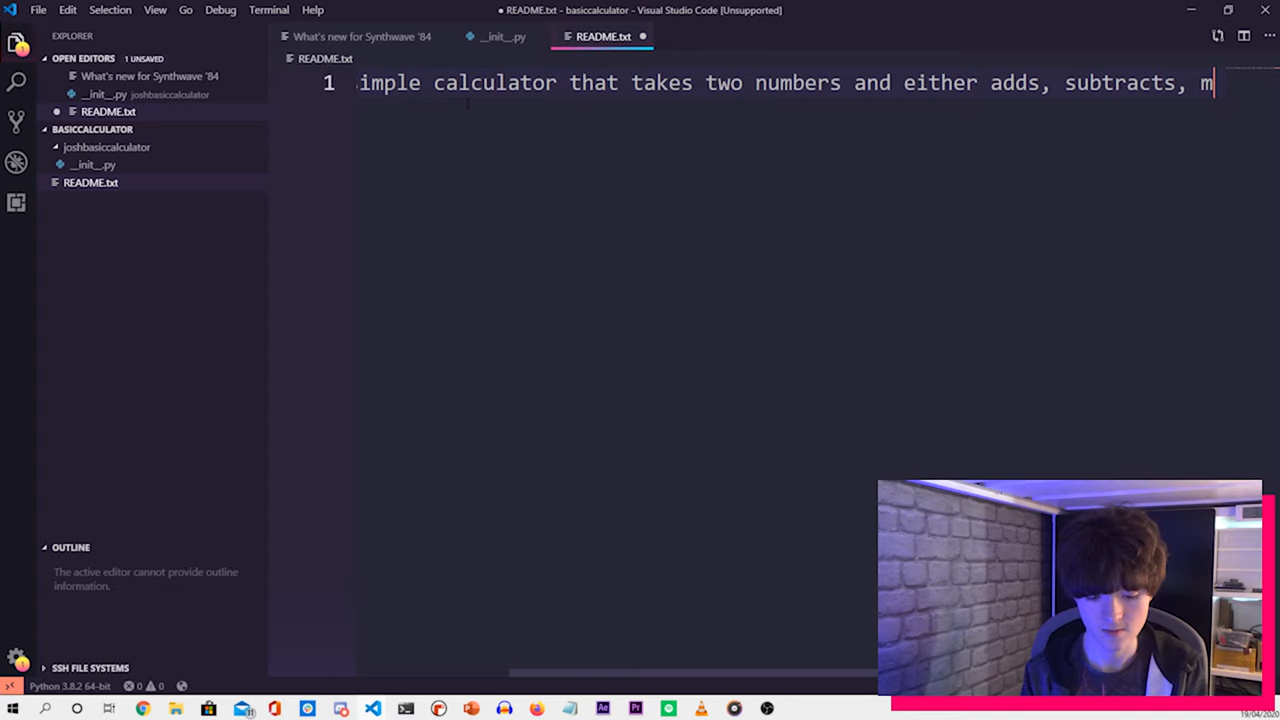 File Edit Selection View Go Debug Terminal Help
● README.txt - basiccalculator - Visual Studio Code [Unsupported]
EXPLORER
What's new for Synthwave '84
__init__.py
README.txt
OPEN EDITORS 1 UNSAVED
What's new for Synthwave '84
__init__.py joshbasiccalculator
README.txt
BASICCALCULATOR
joshbasiccalculator
__init__.py
README.txt
README.txt
1 imple calculator that takes two numbers and either adds, subtracts, m
OUTLINE
The active editor cannot provide outline
information.
SSH FILE SYSTEMS
Python 3.8.2 64-bit 0 0
19/04/2020